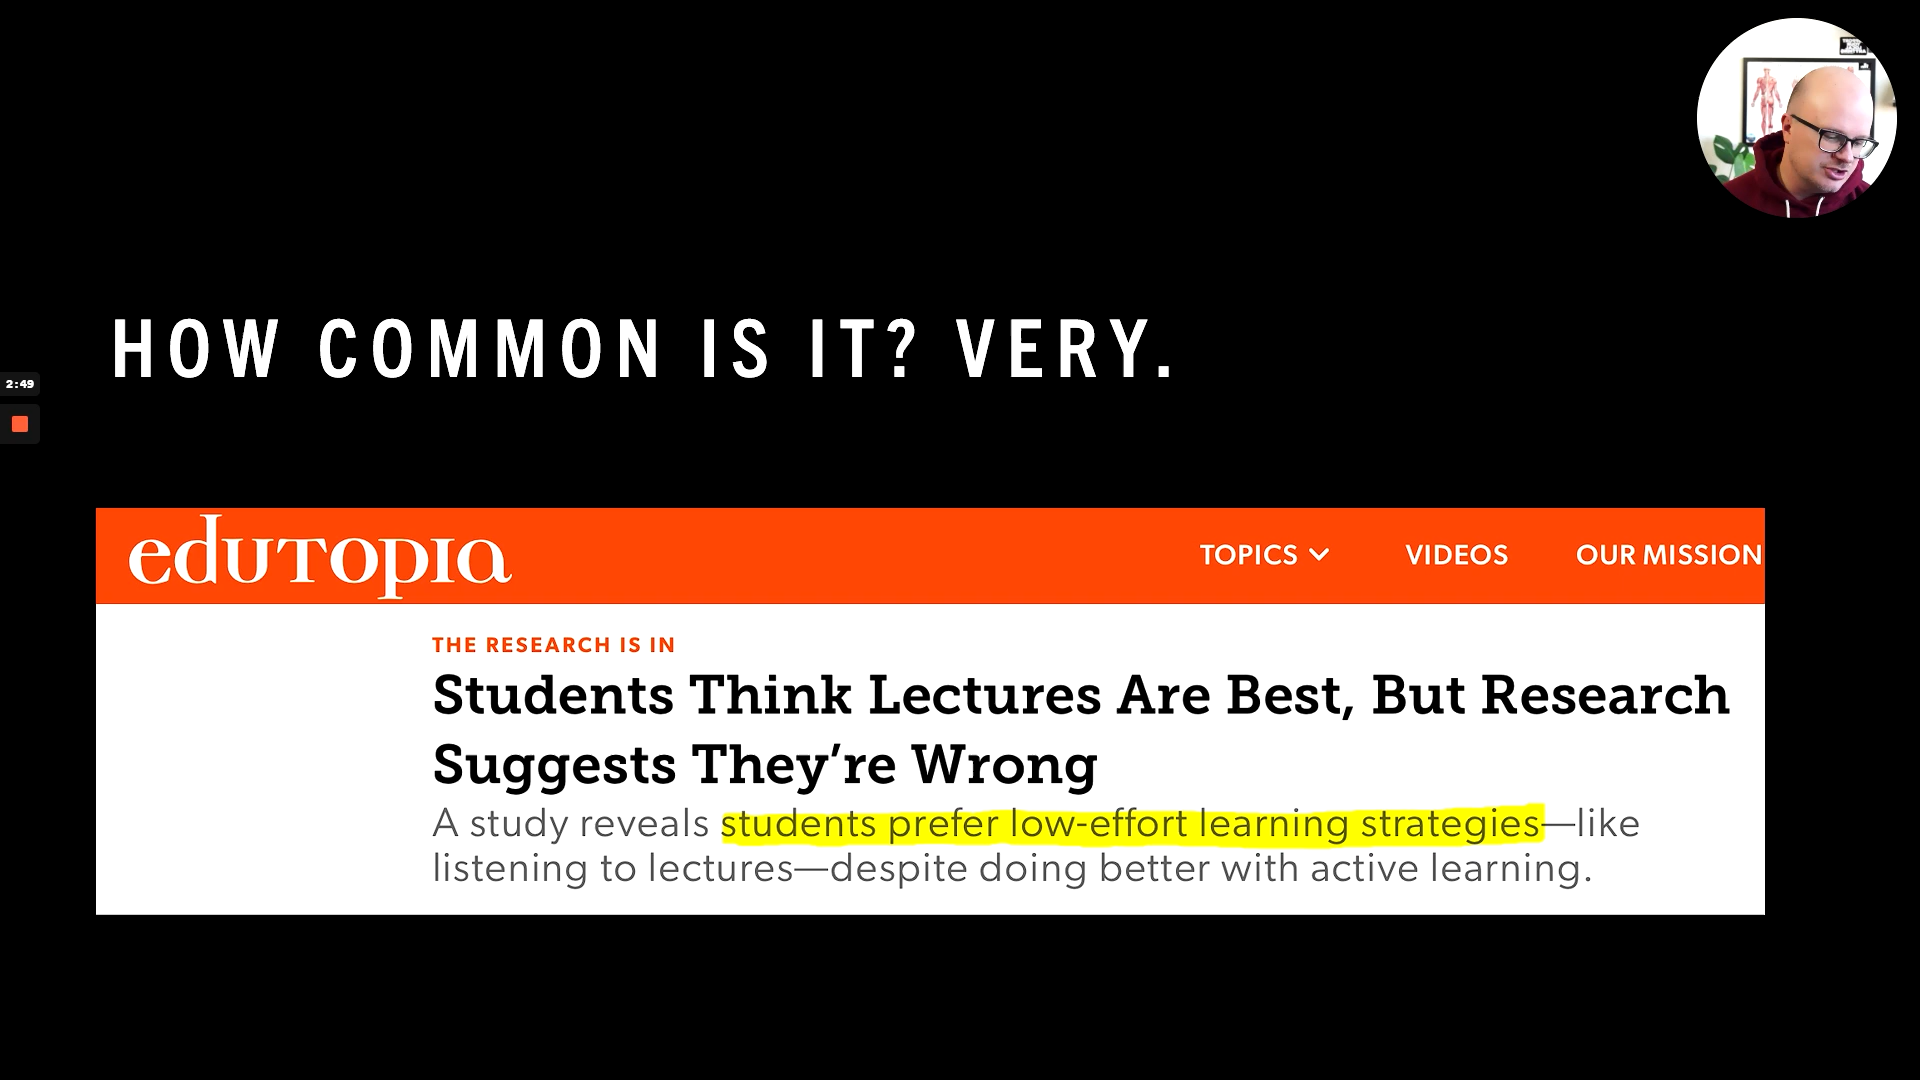 HOW COMMON IS IT? VERY.
2:49
edutopia
TOPICS VIDEOS OUR MISSION
THE RESEARCH IS IN
Students Think Lectures Are Best, But Research
Suggests They’re Wrong
A study reveals students prefer low-effort learning strategies—like
listening to lectures—despite doing better with active learning.